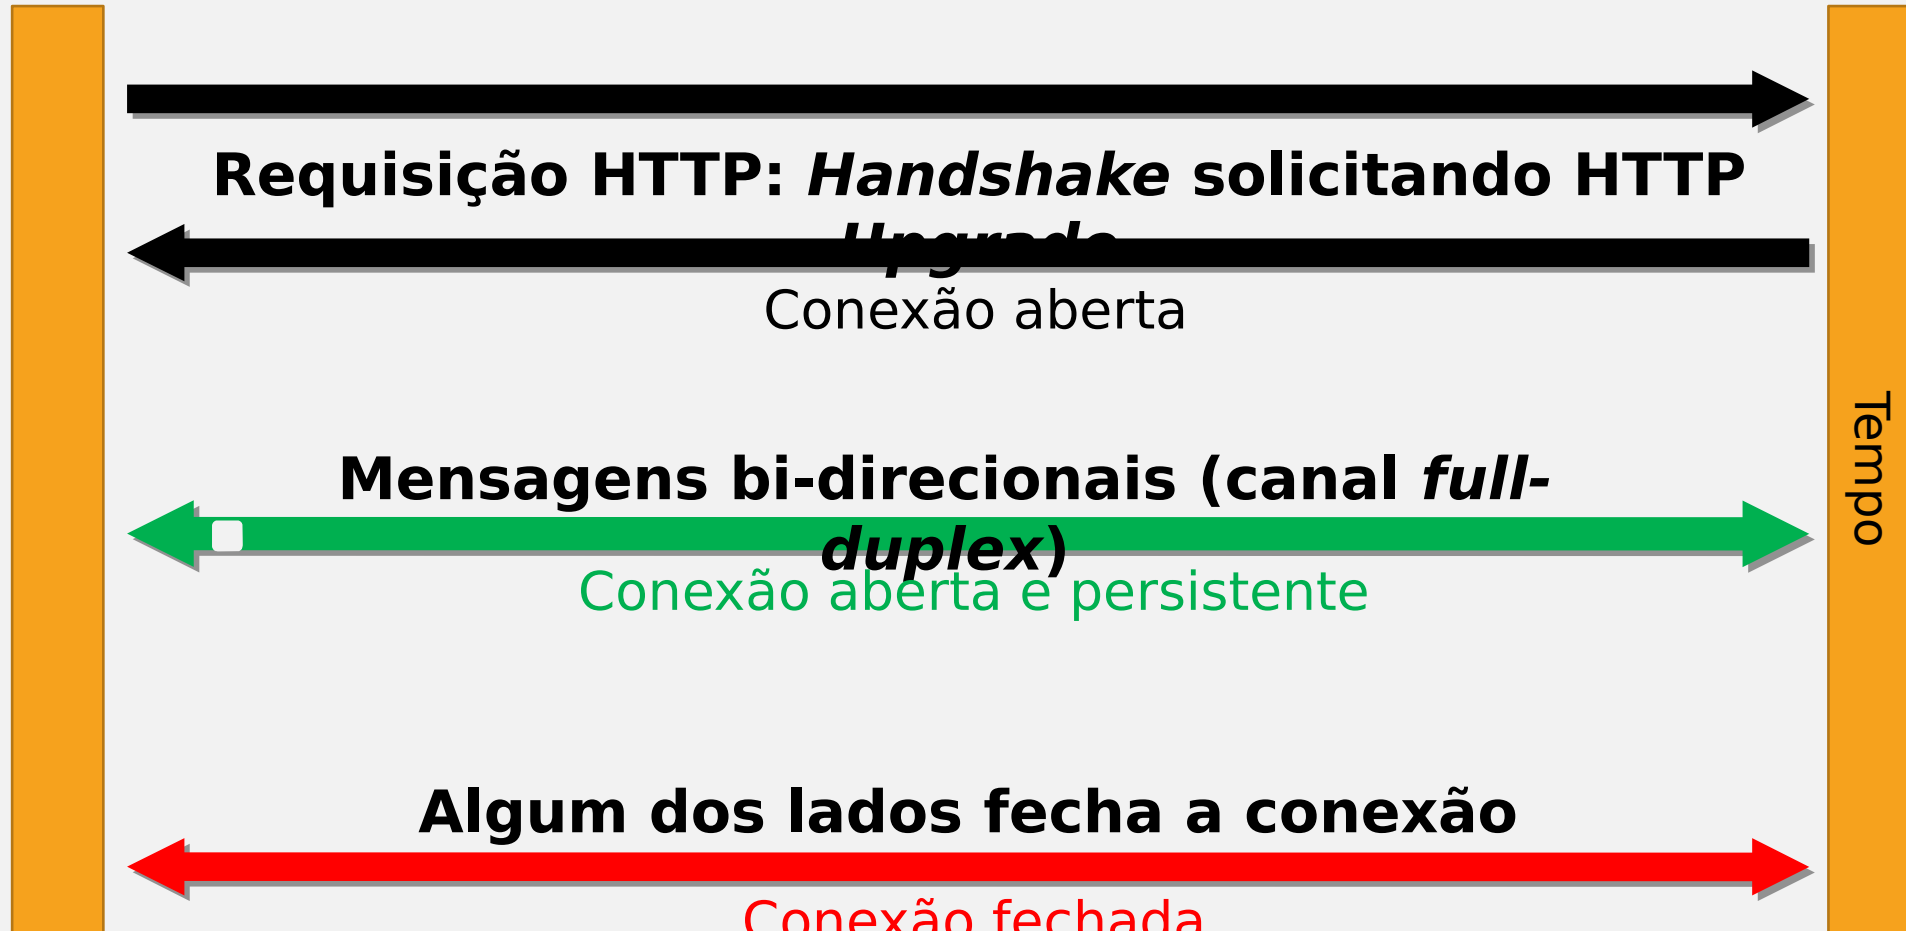 Requisição HTTP: Handshake solicitando HTTP
Upgrade
Conexão aberta
Mensagens bi-direcionais (canal full-
duplex)
Conexão aberta e persistente
Algum dos lados fecha a conexão
Conexão fechada
Tempo